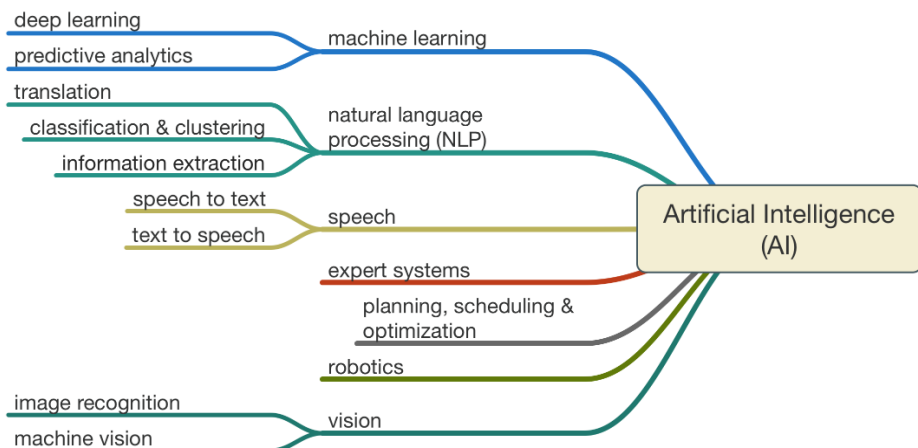 deep learning
predictive analytics
machine learning
translation
classification & clustering
information extraction
natural language
processing (NLP)
speech to text
text to speech
speech
expert systems
planning, scheduling &
optimization
robotics
image recognition
machine vision
vision
Artificial Intelligence
(AI)